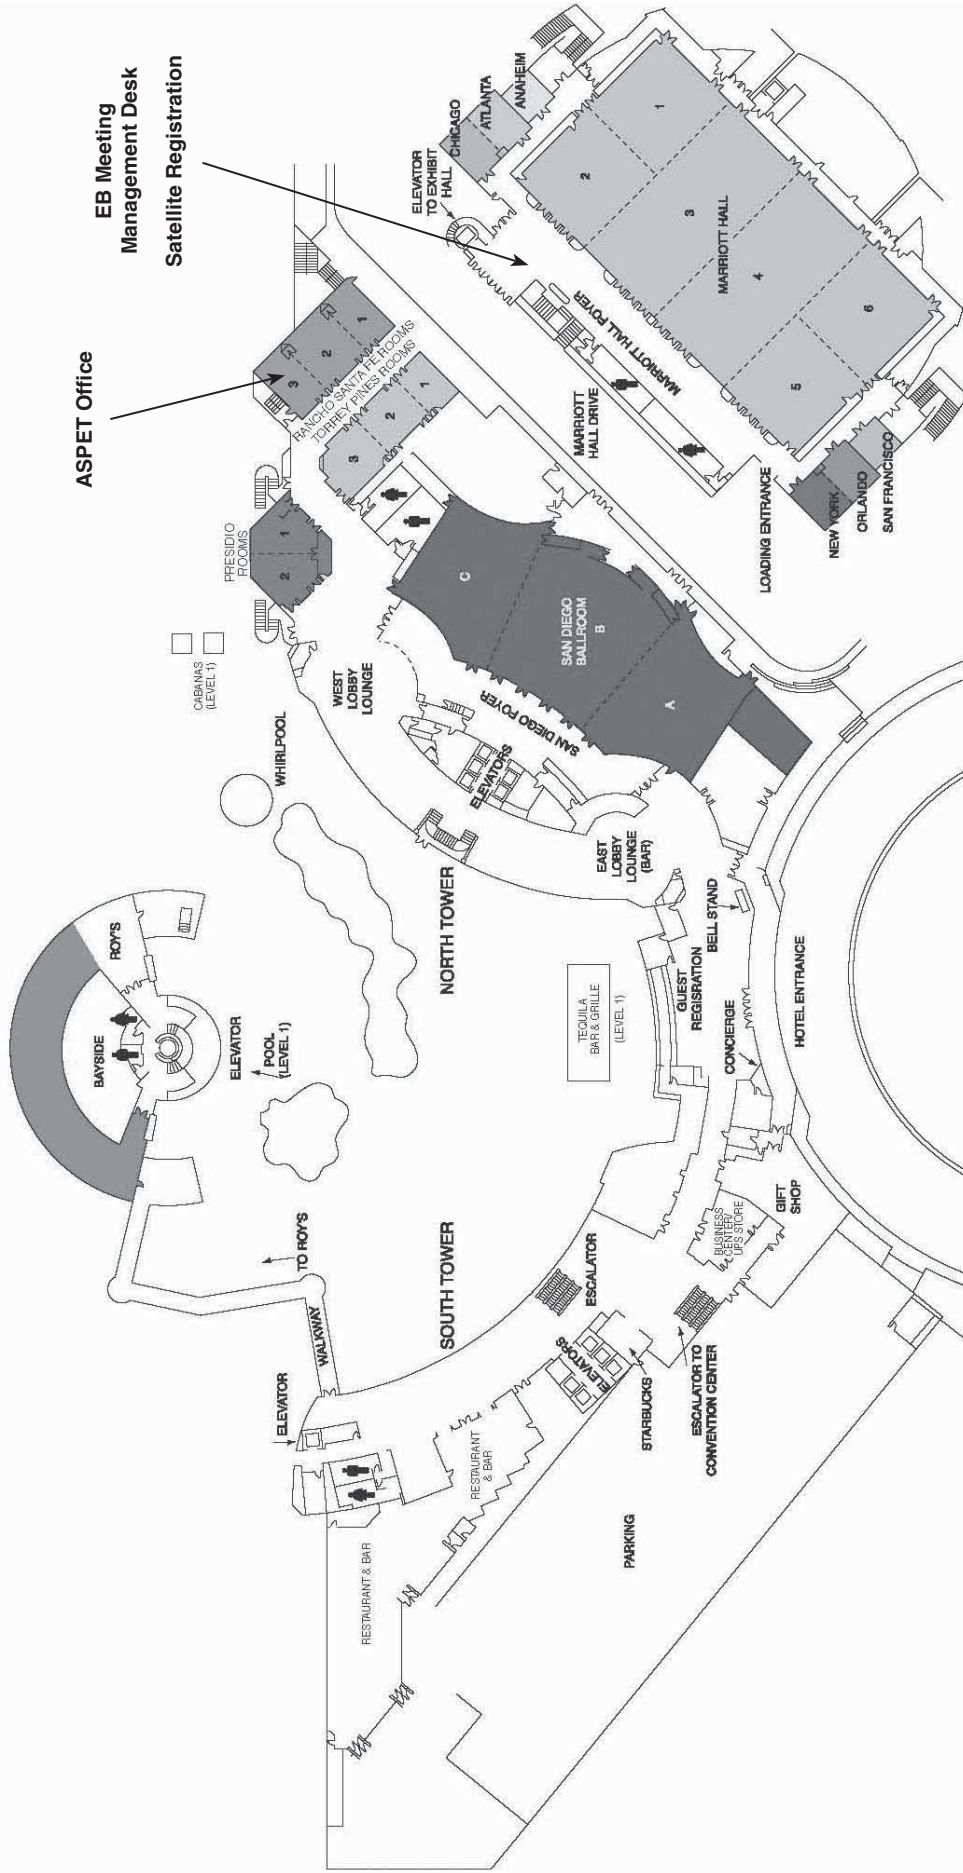 EB Meeting
Management Desk
Satellite Registration
ASPET Office
CHICAGO
ATLANTA
ANAHEIM
ELEVATOR
TO EXHIBIT
HALL
1
2
3
MARRIOTT HALL
4
5
6
MARRIOTT HALL FOYER
MARRIOTT
HALL DRIVE
LOADING ENTRANCE
NEW YORK
ORLANDO
SAN FRANCISCO
1
2
3
RANCHO SANTA FE ROOMS
TORREY PINES ROOMS
1
2
3
PRESIDIO
ROOMS
1
2
CABANAS
(LEVEL 1)
WHIRLPOOL
WEST
LOBBY
LOUNGE
C
SAN DIEGO
BALLROOM
B
A
SAN DIEGO FOYER
ELEVATORS
EAST
LOBBY
LOUNGE
(BAR)
NORTH TOWER
BELL STAND
GUEST
REGISRATION
CONCIERGE
HOTEL ENTRANCE
TEQUILA
BAR & GRILLE
(LEVEL 1)
ROY'S
BAYSIDE
ELEVATOR
POOL
(LEVEL 1)
TO ROY'S
SOUTH TOWER
WALKWAY
ELEVATOR
ESCALATOR
ELEVATORS
STARBUCKS
ESCALATOR TO
CONVENTION CENTER
BUSINESS
CENTER/
UPS STORE
GIFT
SHOP
RESTAURANT
& BAR
RESTAURANT & BAR
PARKING